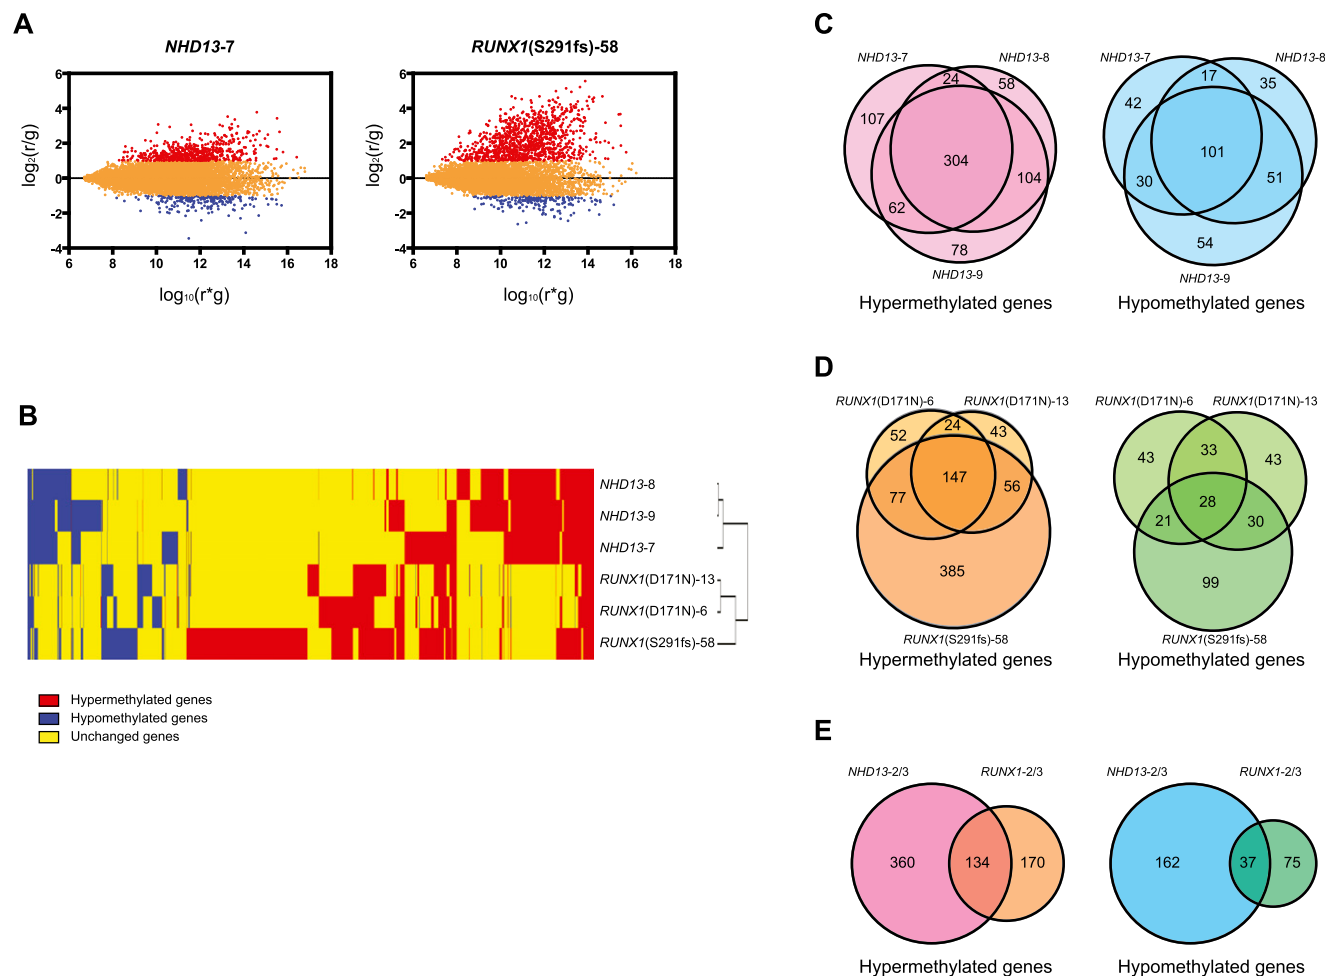 A
NHD13-7
RUNX1(S291fs)-58
6
4
2
0
-2
-4
log2(r/g)
6 8 10 12 14 16 18
log10(r*g)
6
4
2
0
-2
-4
log2(r/g)
6 8 10 12 14 16 18
log10(r*g)
B
NHD13-8
NHD13-9
NHD13-7
RUNX1(D171N)-13
RUNX1(D171N)-6
RUNX1(S291fs)-58
Hypermethylated genes
Hypomethylated genes
Unchanged genes
C
NHD13-7
NHD13-8
24
58
107
304
104
62
78
NHD13-9
Hypermethylated genes
NHD13-7
NHD13-8
17
35
42
101
30
51
54
NHD13-9
Hypomethylated genes
D
RUNX1(D171N)-6
RUNX1(D171N)-13
52
24
43
147
77
56
385
RUNX1(S291fs)-58
Hypermethylated genes
RUNX1(D171N)-6
RUNX1(D171N)-13
43
33
43
28
21
30
99
RUNX1(S291fs)-58
Hypomethylated genes
E
NHD13-2/3
RUNX1-2/3
360
134
170
Hypermethylated genes
NHD13-2/3
RUNX1-2/3
162
37
75
Hypomethylated genes